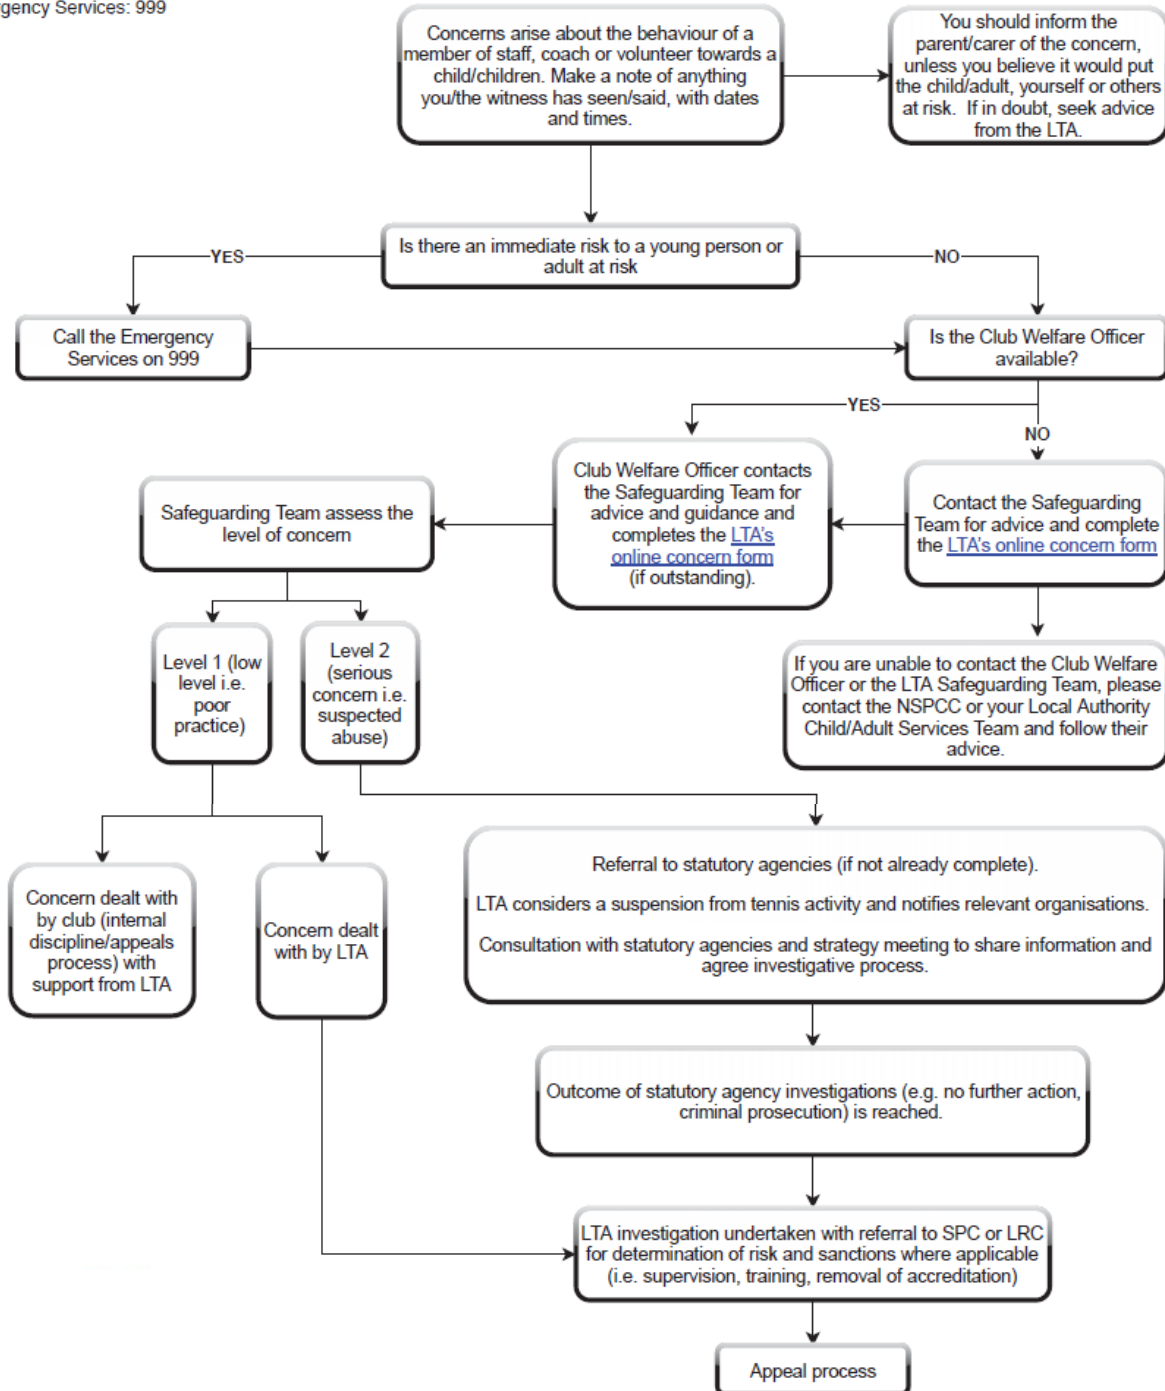 rgency Services: 999
Concerns arise about the behaviour of a
member of staff, coach or volunteer towards a
child/children. Make a note of anything
you/the witness has seen/said, with dates
and times.
You should inform the
parent/carer of the concern,
unless you believe it would put
the child/adult, yourself or others
at risk. If in doubt, seek advice
from the LTA.
Is there an immediate risk to a young person or
adult at risk
YES
NO
Call the Emergency
Services on 999
Is the Club Welfare Officer
available?
YES
NO
Club Welfare Officer contacts
the Safeguarding Team for
advice and guidance and
completes the LTA's
online concern form
(if outstanding).
Contact the Safeguarding
Team for advice and complete
the LTA's online concern form
Safeguarding Team assess the
level of concern
Level 1 (low
level i.e.
poor
practice)
Level 2
(serious
concern i.e.
suspected
abuse)
If you are unable to contact the Club Welfare
Officer or the LTA Safeguarding Team, please
contact the NSPCC or your Local Authority
Child/Adult Services Team and follow their
advice.
Concern dealt with
by club (internal
discipline/appeals
process) with
support from LTA
Concern dealt
with by LTA
Referral to statutory agencies (if not already complete).
LTA considers a suspension from tennis activity and notifies relevant organisations.
Consultation with statutory agencies and strategy meeting to share information and
agree investigative process.
Outcome of statutory agency investigations (e.g. no further action,
criminal prosecution) is reached.
LTA investigation undertaken with referral to SPC or LRC
for determination of risk and sanctions where applicable
(i.e. supervision, training, removal of accreditation)
Appeal process